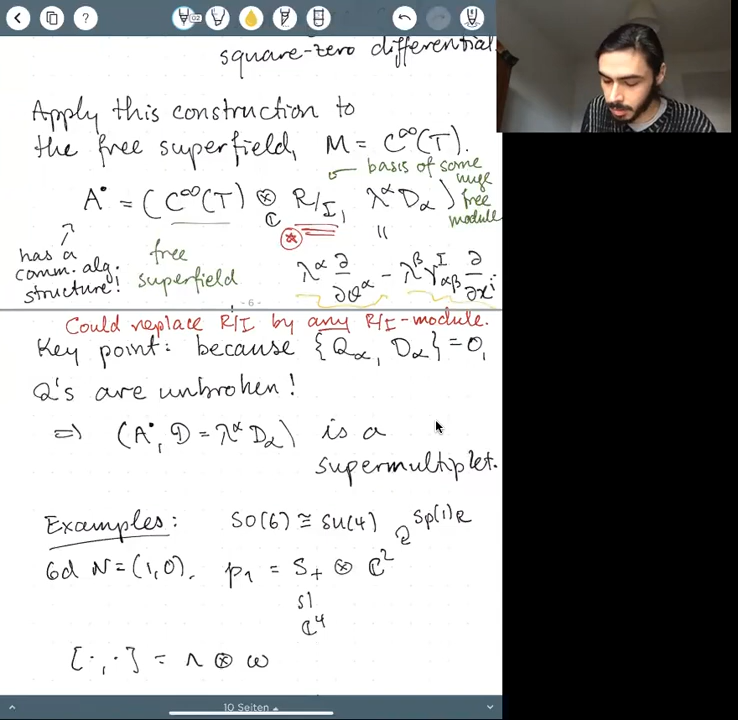 square-zero differential.
Apply this construction to
the free superfield, M = C^∞(T).
basis of some
huge
free
module
A^• = (C^∞(T) ⊗_ℂ R/I, λ^α D_α)
has a
comm. alg.
structure!
free
superfield
λ^α ∂/∂θ^α - λ^β γ^I_{αβ} ∂/∂x^i
- 6 -
Could replace R/I by any R/I-module.
Key point: because {Q_α, D_α} = 0,
Q's are unbroken!
⇒ (A^•, D = λ^α D_α) is a
supermultiplet.
Examples: SO(6) ≅ SU(4) Sp(1)_R
6d N=(1,0). p_1 = S_+ ⊗ ℂ^2
ℂ^4
[·,·] = ∧ ⊗ ω
10 Seiten